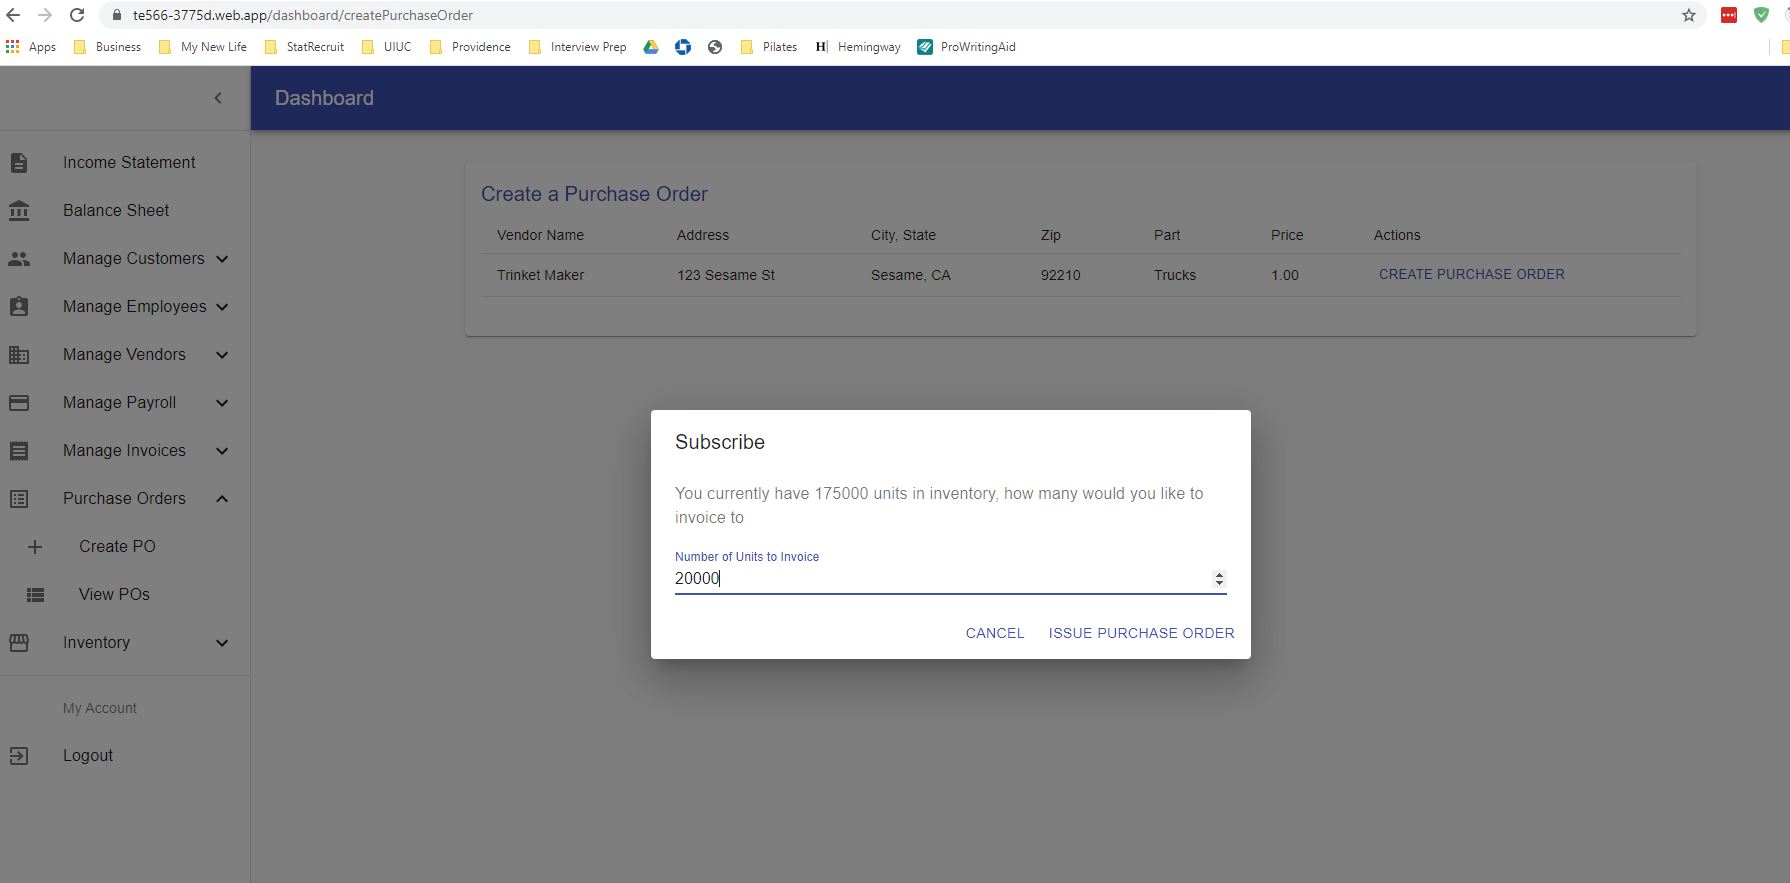 te566-3775d.web.app/dashboard/createPurchaseOrder
Apps Business My New Life StatRecruit UIUC Providence Interview Prep Pilates H Hemingway ProWritingAid
Dashboard
Income Statement
Balance Sheet
Manage Customers
Manage Employees
Manage Vendors
Manage Payroll
Manage Invoices
Purchase Orders
Create PO
View POs
Inventory
My Account
Logout
Create a Purchase Order
Vendor Name Address City, State Zip Part Price Actions
Trinket Maker 123 Sesame St Sesame, CA 92210 Trucks 1.00 CREATE PURCHASE ORDER
Subscribe
You currently have 175000 units in inventory, how many would you like to
invoice to
Number of Units to Invoice
20000
CANCEL ISSUE PURCHASE ORDER